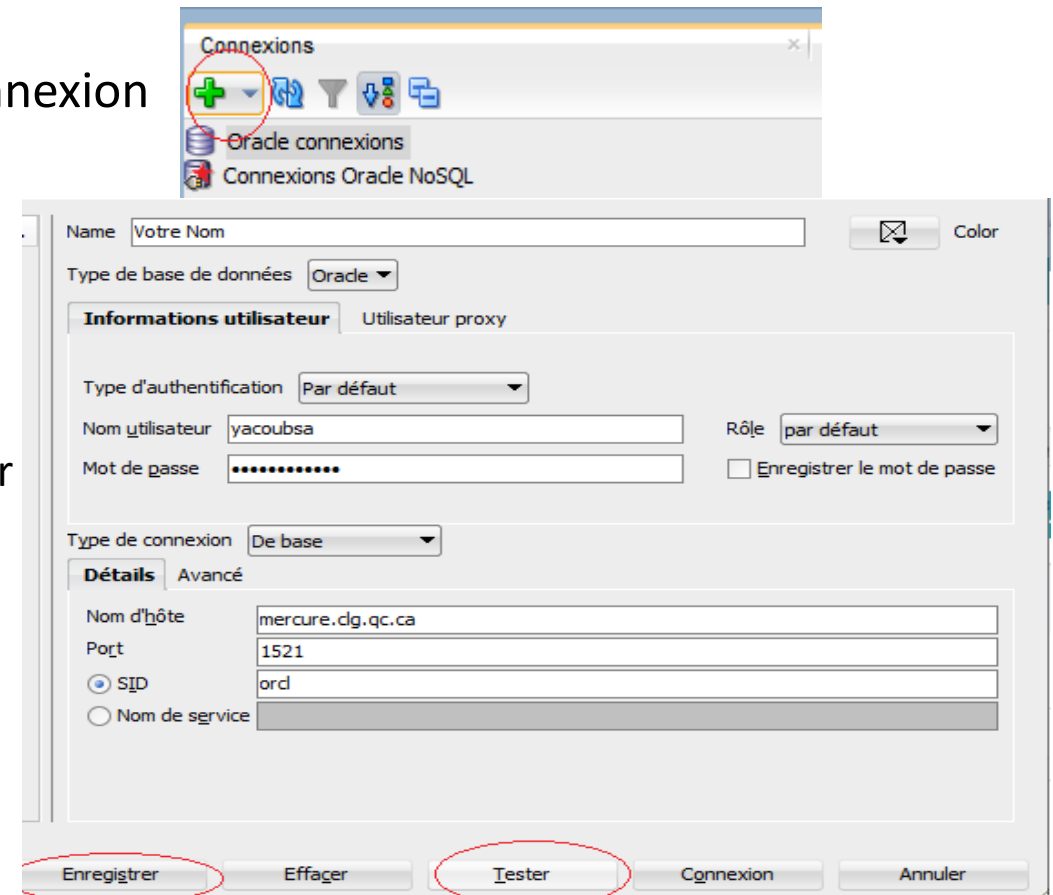 Connexions
nnexion
Oracle connexions
Connexions Oracle NoSQL
Name Votre Nom Color
Type de base de données Oracle
Informations utilisateur Utilisateur proxy
Type d'authentification Par défaut
Nom utilisateur yacoubsa Rôle par défaut
r
Mot de passe •••••••••••• Enregistrer le mot de passe
Type de connexion De base
Détails Avancé
Nom d'hôte mercure.clg.qc.ca
Port 1521
SID orcl
Nom de service
Enregistrer Effacer Tester Connexion Annuler